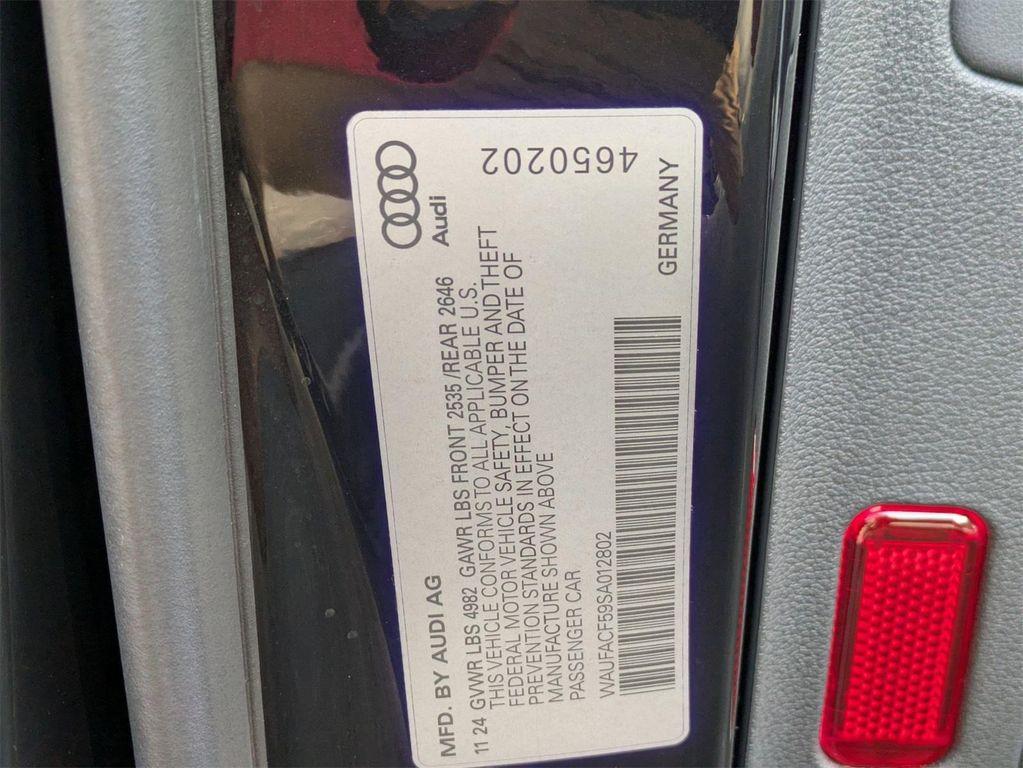 MFD. BY AUDI AG
Audi
11 24 GVWR LBS 4982 GAWR LBS FRONT 2535 /REAR 2646
THIS VEHICLE CONFORMS TO ALL APPLICABLE U.S.
FEDERAL MOTOR VEHICLE SAFETY, BUMPER AND THEFT
PREVENTION STANDARDS IN EFFECT ON THE DATE OF
MANUFACTURE SHOWN ABOVE
PASSENGER CAR
WAUFACF59SA012802
GERMANY
4650202